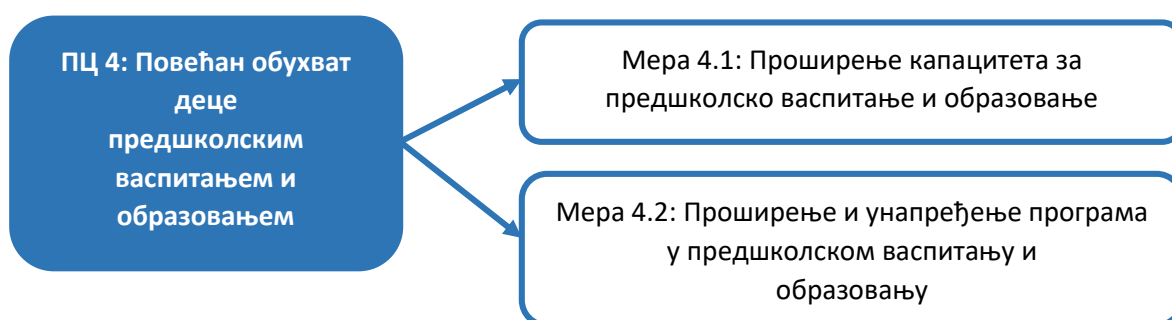 ПЦ 4: Повећан обухват
деце
предшколским
васпитањем и
образовањем
Мера 4.1: Проширење капацитета за
предшколско васпитање и образовање
Мера 4.2: Проширење и унапређење програма
у предшколском васпитању и
образовању